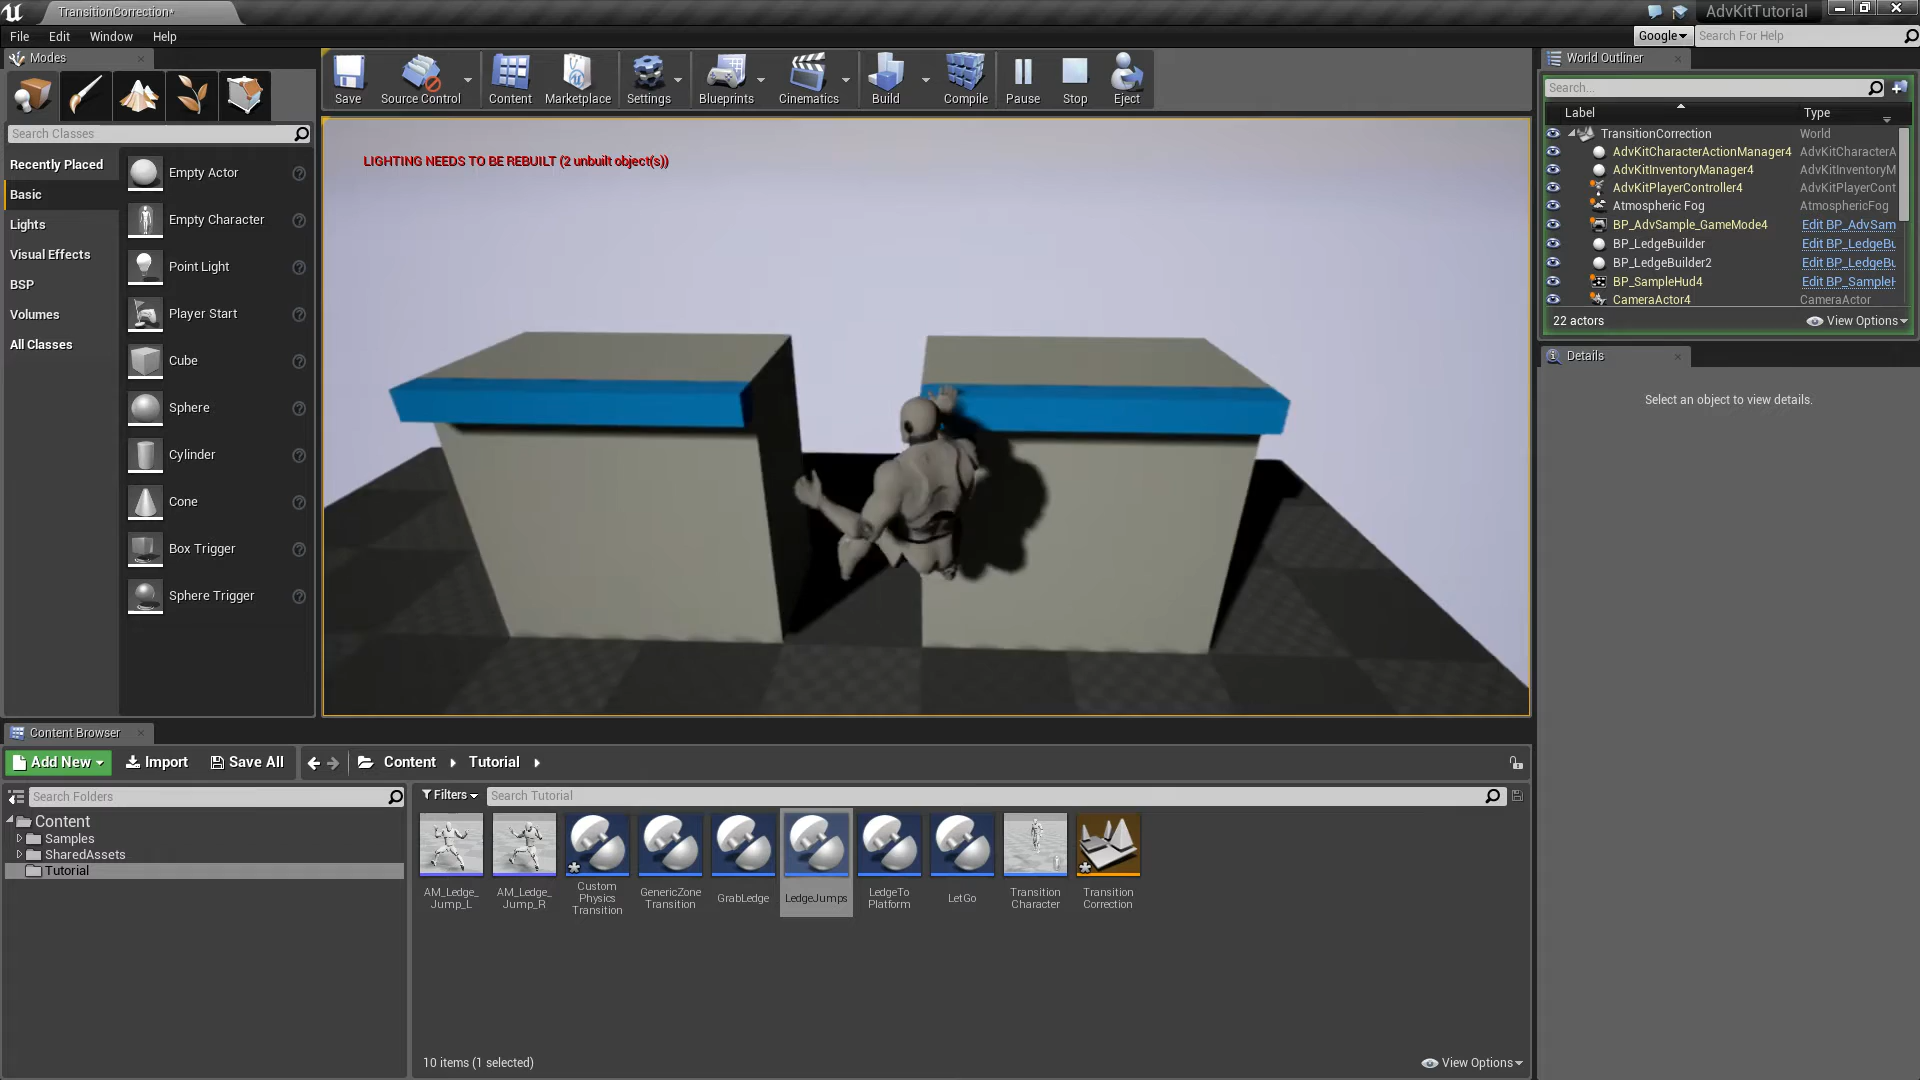 TransitionCorrection*
AdvKitTutorial
File Edit Window Help
Google
Search For Help
Modes
Search Classes
Recently Placed
Basic
Lights
Visual Effects
BSP
Volumes
All Classes
Empty Actor
Empty Character
Point Light
Player Start
Cube
Sphere
Cylinder
Cone
Box Trigger
Sphere Trigger
Save
Source Control
Content
Marketplace
Settings
Blueprints
Cinematics
Build
Compile
Pause
Stop
Eject
LIGHTING NEEDS TO BE REBUILT (2 unbuilt object(s))
World Outliner
Search...
Label Type
TransitionCorrection World
AdvKitCharacterActionManager4 AdvKitCharacterA
AdvKitInventoryManager4 AdvKitInventoryM
AdvKitPlayerController4 AdvKitPlayerCont
Atmospheric Fog AtmosphericFog
BP_AdvSample_GameMode4 Edit BP_AdvSam
BP_LedgeBuilder Edit BP_LedgeBu
BP_LedgeBuilder2 Edit BP_LedgeBu
BP_SampleHud4 Edit BP_SampleH
CameraActor4 CameraActor
22 actors
View Options
Details
Select an object to view details.
Content Browser
Add New Import Save All Content Tutorial
Search Folders
Content
Samples
SharedAssets
Tutorial
Filters
Search Tutorial
AM_Ledge_
Jump_L
AM_Ledge_
Jump_R
Custom
Physics
Transition
GenericZone
Transition
GrabLedge
LedgeJumps
LedgeTo
Platform
LetGo
Transition
Character
Transition
Correction
10 items (1 selected)
View Options